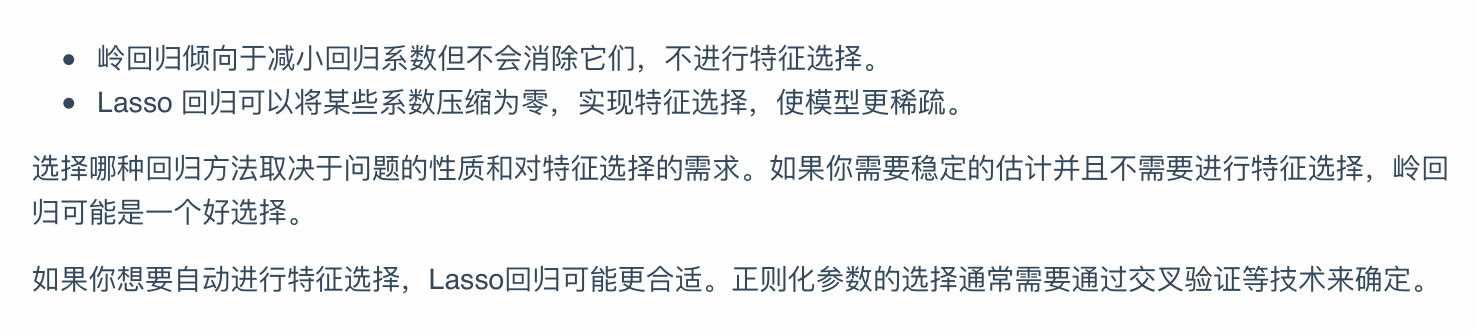 • 岭回归倾向于减小回归系数但不会消除它们，不进行特征选择。
• Lasso 回归可以将某些系数压缩为零，实现特征选择，使模型更稀疏。
选择哪种回归方法取决于问题的性质和对特征选择的需求。如果你需要稳定的估计并且不需要进行特征选择，岭回
归可能是一个好选择。
如果你想要自动进行特征选择，Lasso回归可能更合适。正则化参数的选择通常需要通过交叉验证等技术来确定。